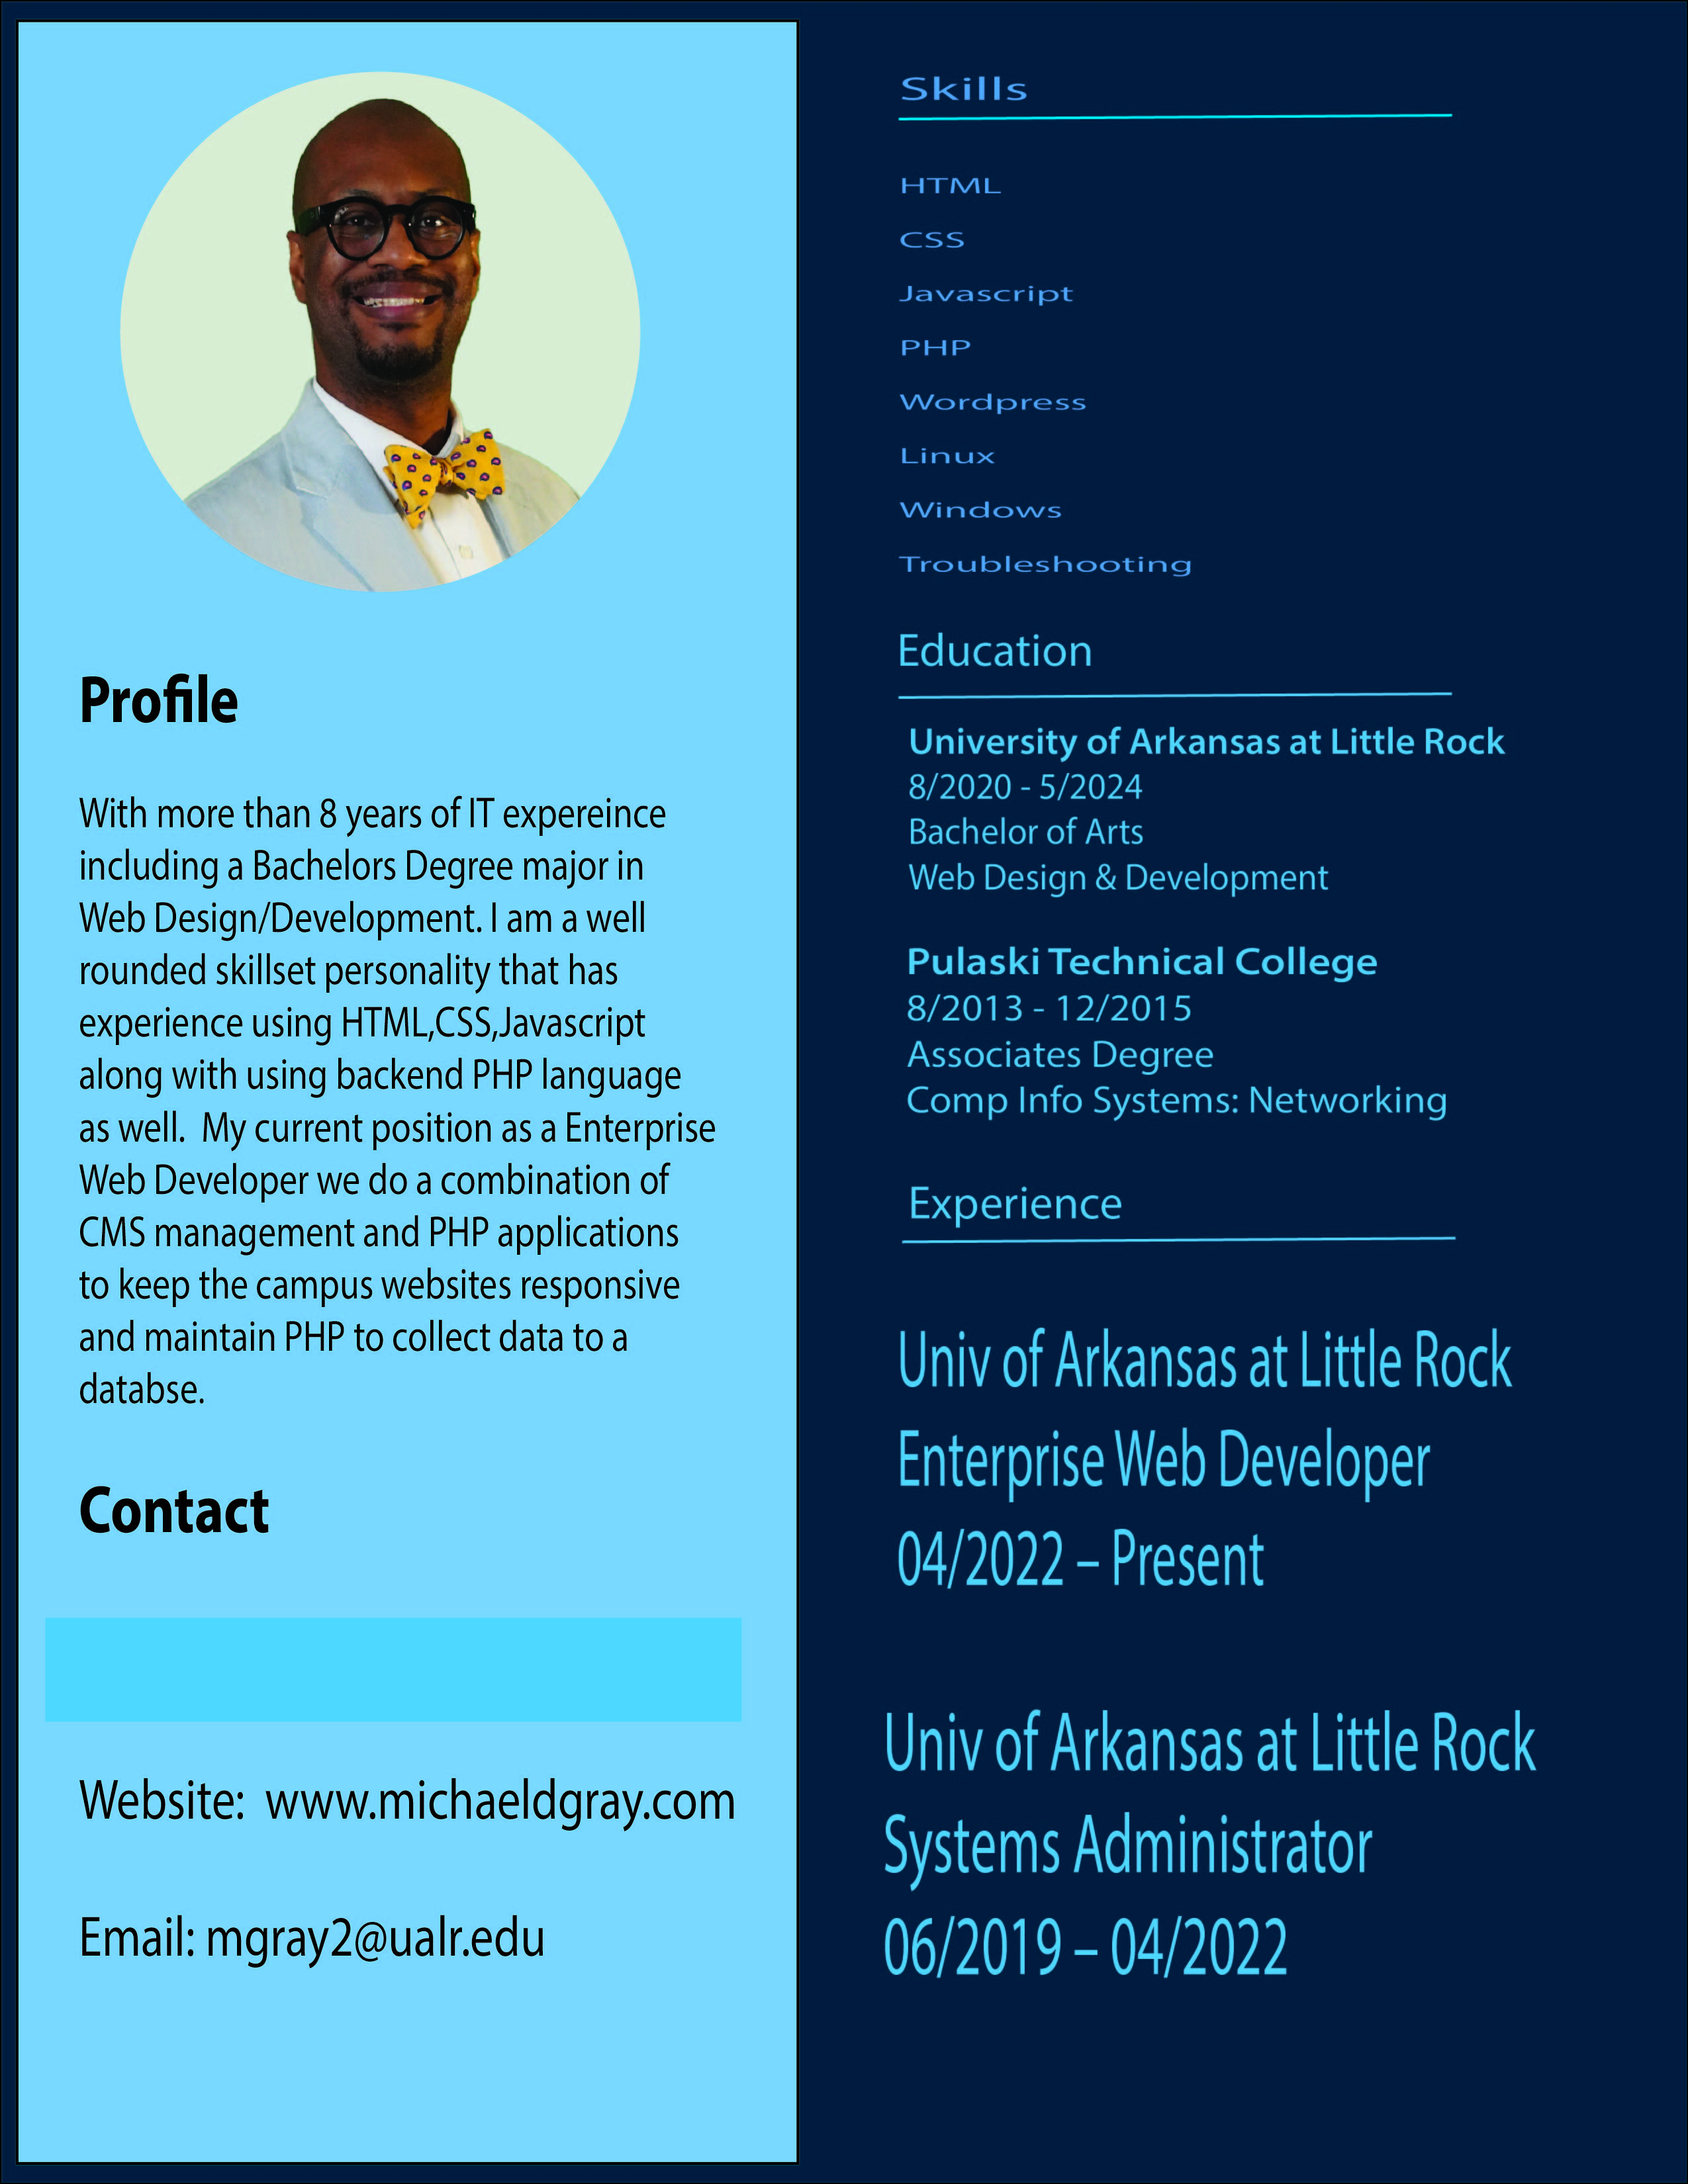 Profile
With more than 8 years of IT expereince
including a Bachelors Degree major in
Web Design/Development. I am a well
rounded skillset personality that has
experience using HTML,CSS,Javascript
along with using backend PHP language
as well.  My current position as a Enterprise
Web Developer we do a combination of
CMS management and PHP applications
to keep the campus websites responsive
and maintain PHP to collect data to a
databse.
Contact
Website:  www.michaeldgray.com
Email: mgray2@ualr.edu
Skills
HTML
CSS
Javascript
PHP
Wordpress
Linux
Windows
Troubleshooting
Education
University of Arkansas at Little Rock
8/2020 - 5/2024
Bachelor of Arts
Web Design & Development
Pulaski Technical College
8/2013 - 12/2015
Associates Degree
Comp Info Systems: Networking
Experience
Univ of Arkansas at Little Rock
Enterprise Web Developer
04/2022 – Present
Univ of Arkansas at Little Rock
Systems Administrator
06/2019 – 04/2022